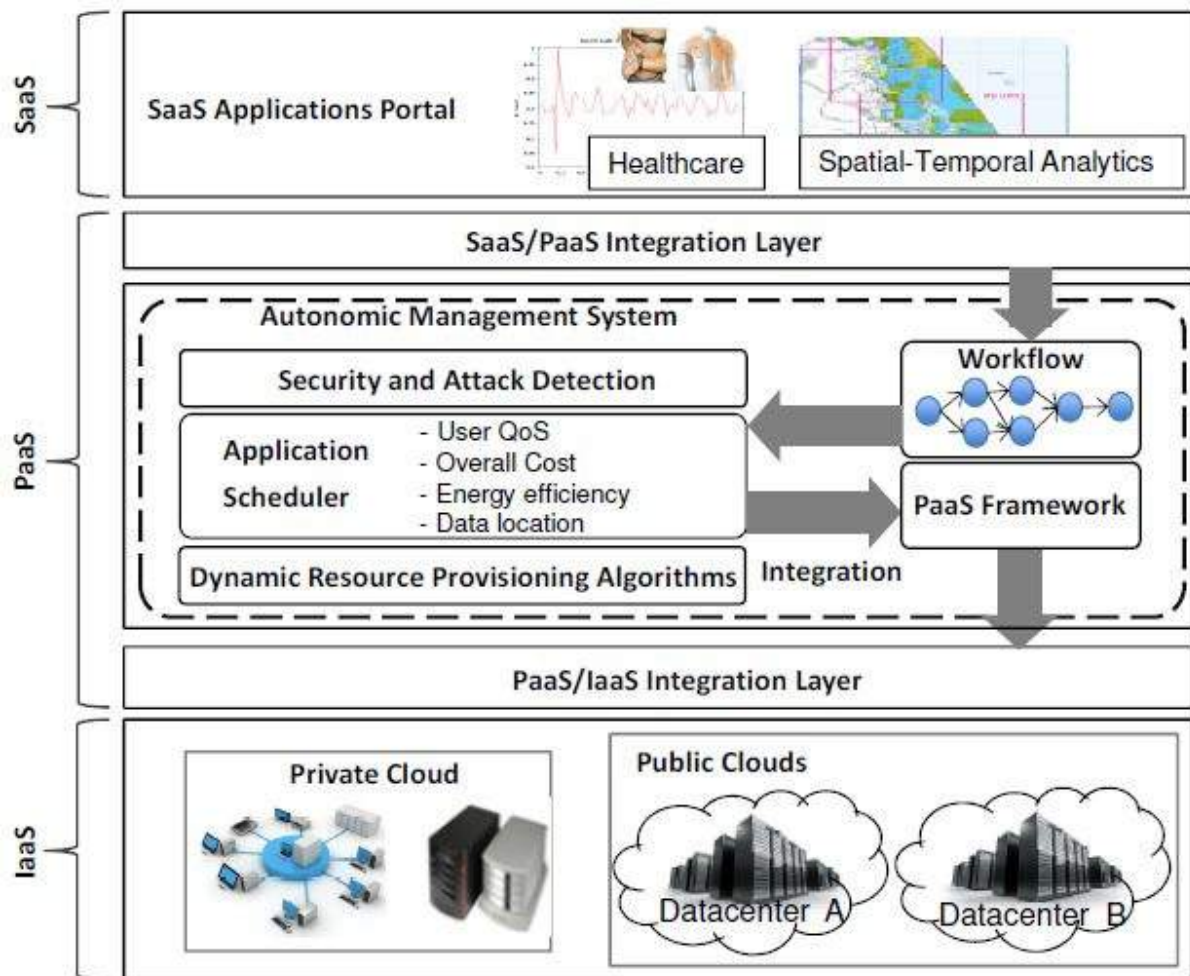 SaaS
SaaS Applications Portal
Healthcare
Spatial-Temporal Analytics
PaaS
SaaS/PaaS Integration Layer
Autonomic Management System
Security and Attack Detection
Application
Scheduler
- User QoS
- Overall Cost
- Energy efficiency
- Data location
Dynamic Resource Provisioning Algorithms
Workflow
PaaS Framework
Integration
PaaS/IaaS Integration Layer
IaaS
Private Cloud
Public Clouds
Datacenter A
Datacenter B